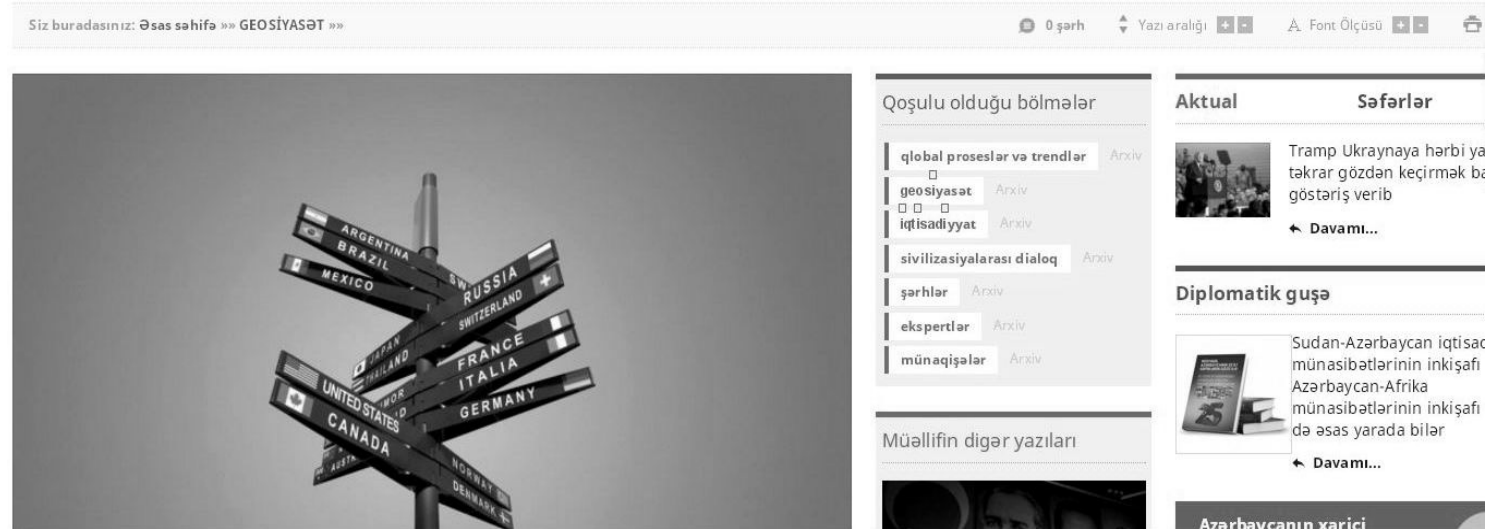 Siz buradasınız: Əsas səhifə »» GEOSİYASƏT »»
0 şərh
Yazı aralığı + -
A Font Ölçüsü + -
ARGENTINA
BRAZIL
MEXICO
RUSSIA
SWITZERLAND
JAPAN
THAILAND
FRANCE
ITALIA
GERMANY
UNITED STATES
CANADA
NORWAY
DENMARK
Qoşulu olduğu bölmələr
qlobal proseslər və trendlər Arxiv
geosiyasət Arxiv
iqtisadiyyat Arxiv
sivilizasiyalarası dialoq Arxiv
şərhlər Arxiv
ekspertlər Arxiv
münaqişələr Arxiv
Müəllifin digər yazıları
Aktual Səfərlər
Tramp Ukraynaya hərbi
təkrar gözdən keçirmək
göstəriş verib
Davamı...
Diplomatik guşə
25
Sudan-Azərbaycan
münasibətlərinin inkişafı
Azərbaycan-Afrika
münasibətlərinin inkişafı
də əsas yarada bilər
Davamı...
Azərbaycanın xarici